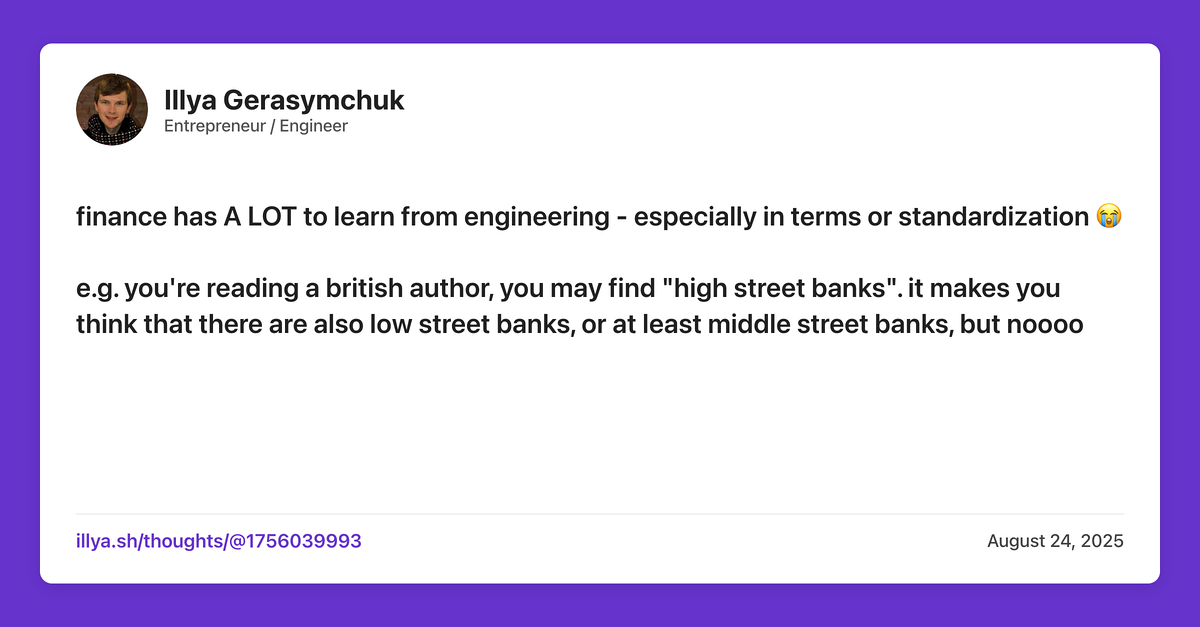 Illya Gerasymchuk
Entrepreneur / Engineer
finance has A LOT to learn from engineering - especially in terms or standardization 😭
e.g. you're reading a british author, you may find "high street banks". it makes you
think that there are also low street banks, or at least middle street banks, but noooo
illya.sh/thoughts/@1756039993
August 24, 2025